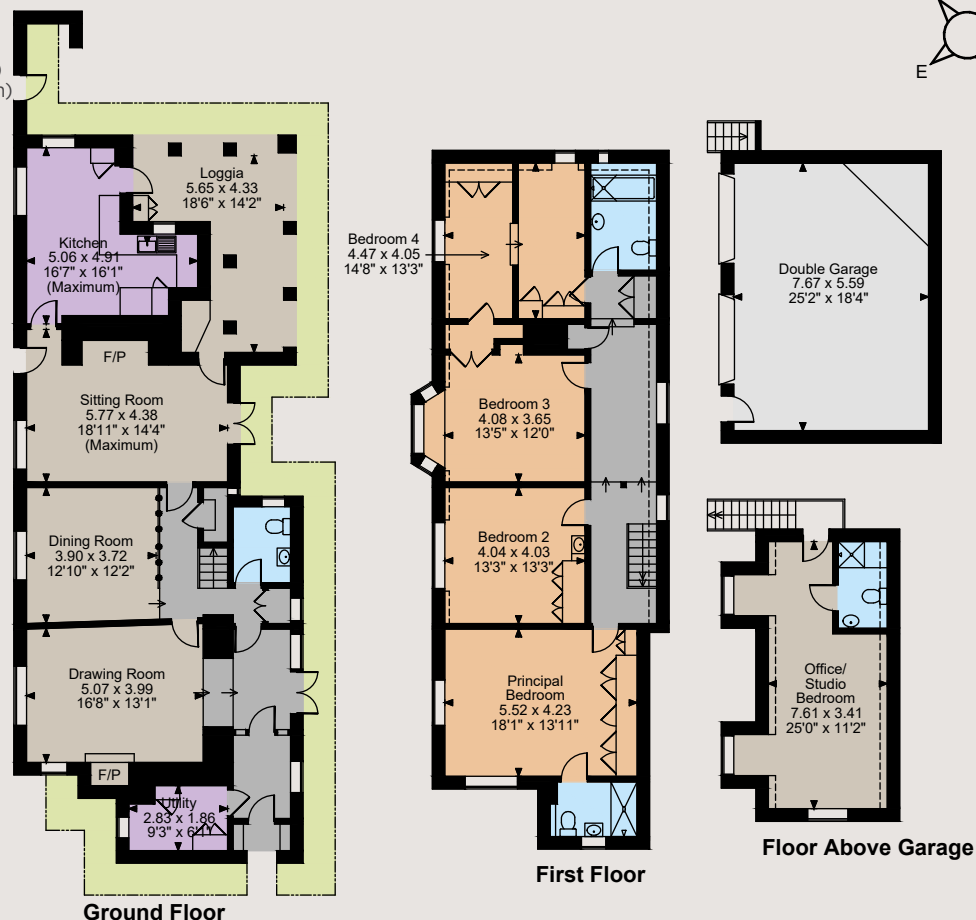 E
Loggia
5.65 x 4.33
18'6" x 14'2"
Kitchen
5.06 x 4.91
16'7" x 16'1"
(Maximum)
F/P
Sitting Room
5.77 x 4.38
18'11" x 14'4"
(Maximum)
Dining Room
3.90 x 3.72
12'10" x 12'2"
Drawing Room
5.07 x 3.99
16'8" x 13'1"
F/P
Utility
2.83 x 1.86
9'3" x 6'1"
Ground Floor
Bedroom 4
4.47 x 4.05
14'8" x 13'3"
Bedroom 3
4.08 x 3.65
13'5" x 12'0"
Bedroom 2
4.04 x 4.03
13'3" x 13'3"
Principal
Bedroom
5.52 x 4.23
18'1" x 13'11"
First Floor
Double Garage
7.67 x 5.59
25'2" x 18'4"
Office/
Studio
Bedroom
7.61 x 3.41
25'0" x 11'2"
Floor Above Garage